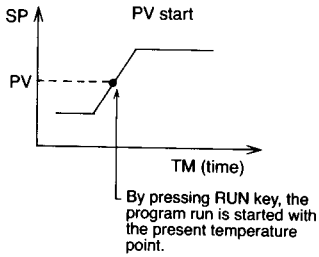 SP
PV start
PV
TM (time)
By pressing RUN key, the
program run is started with
the present temperature
point.